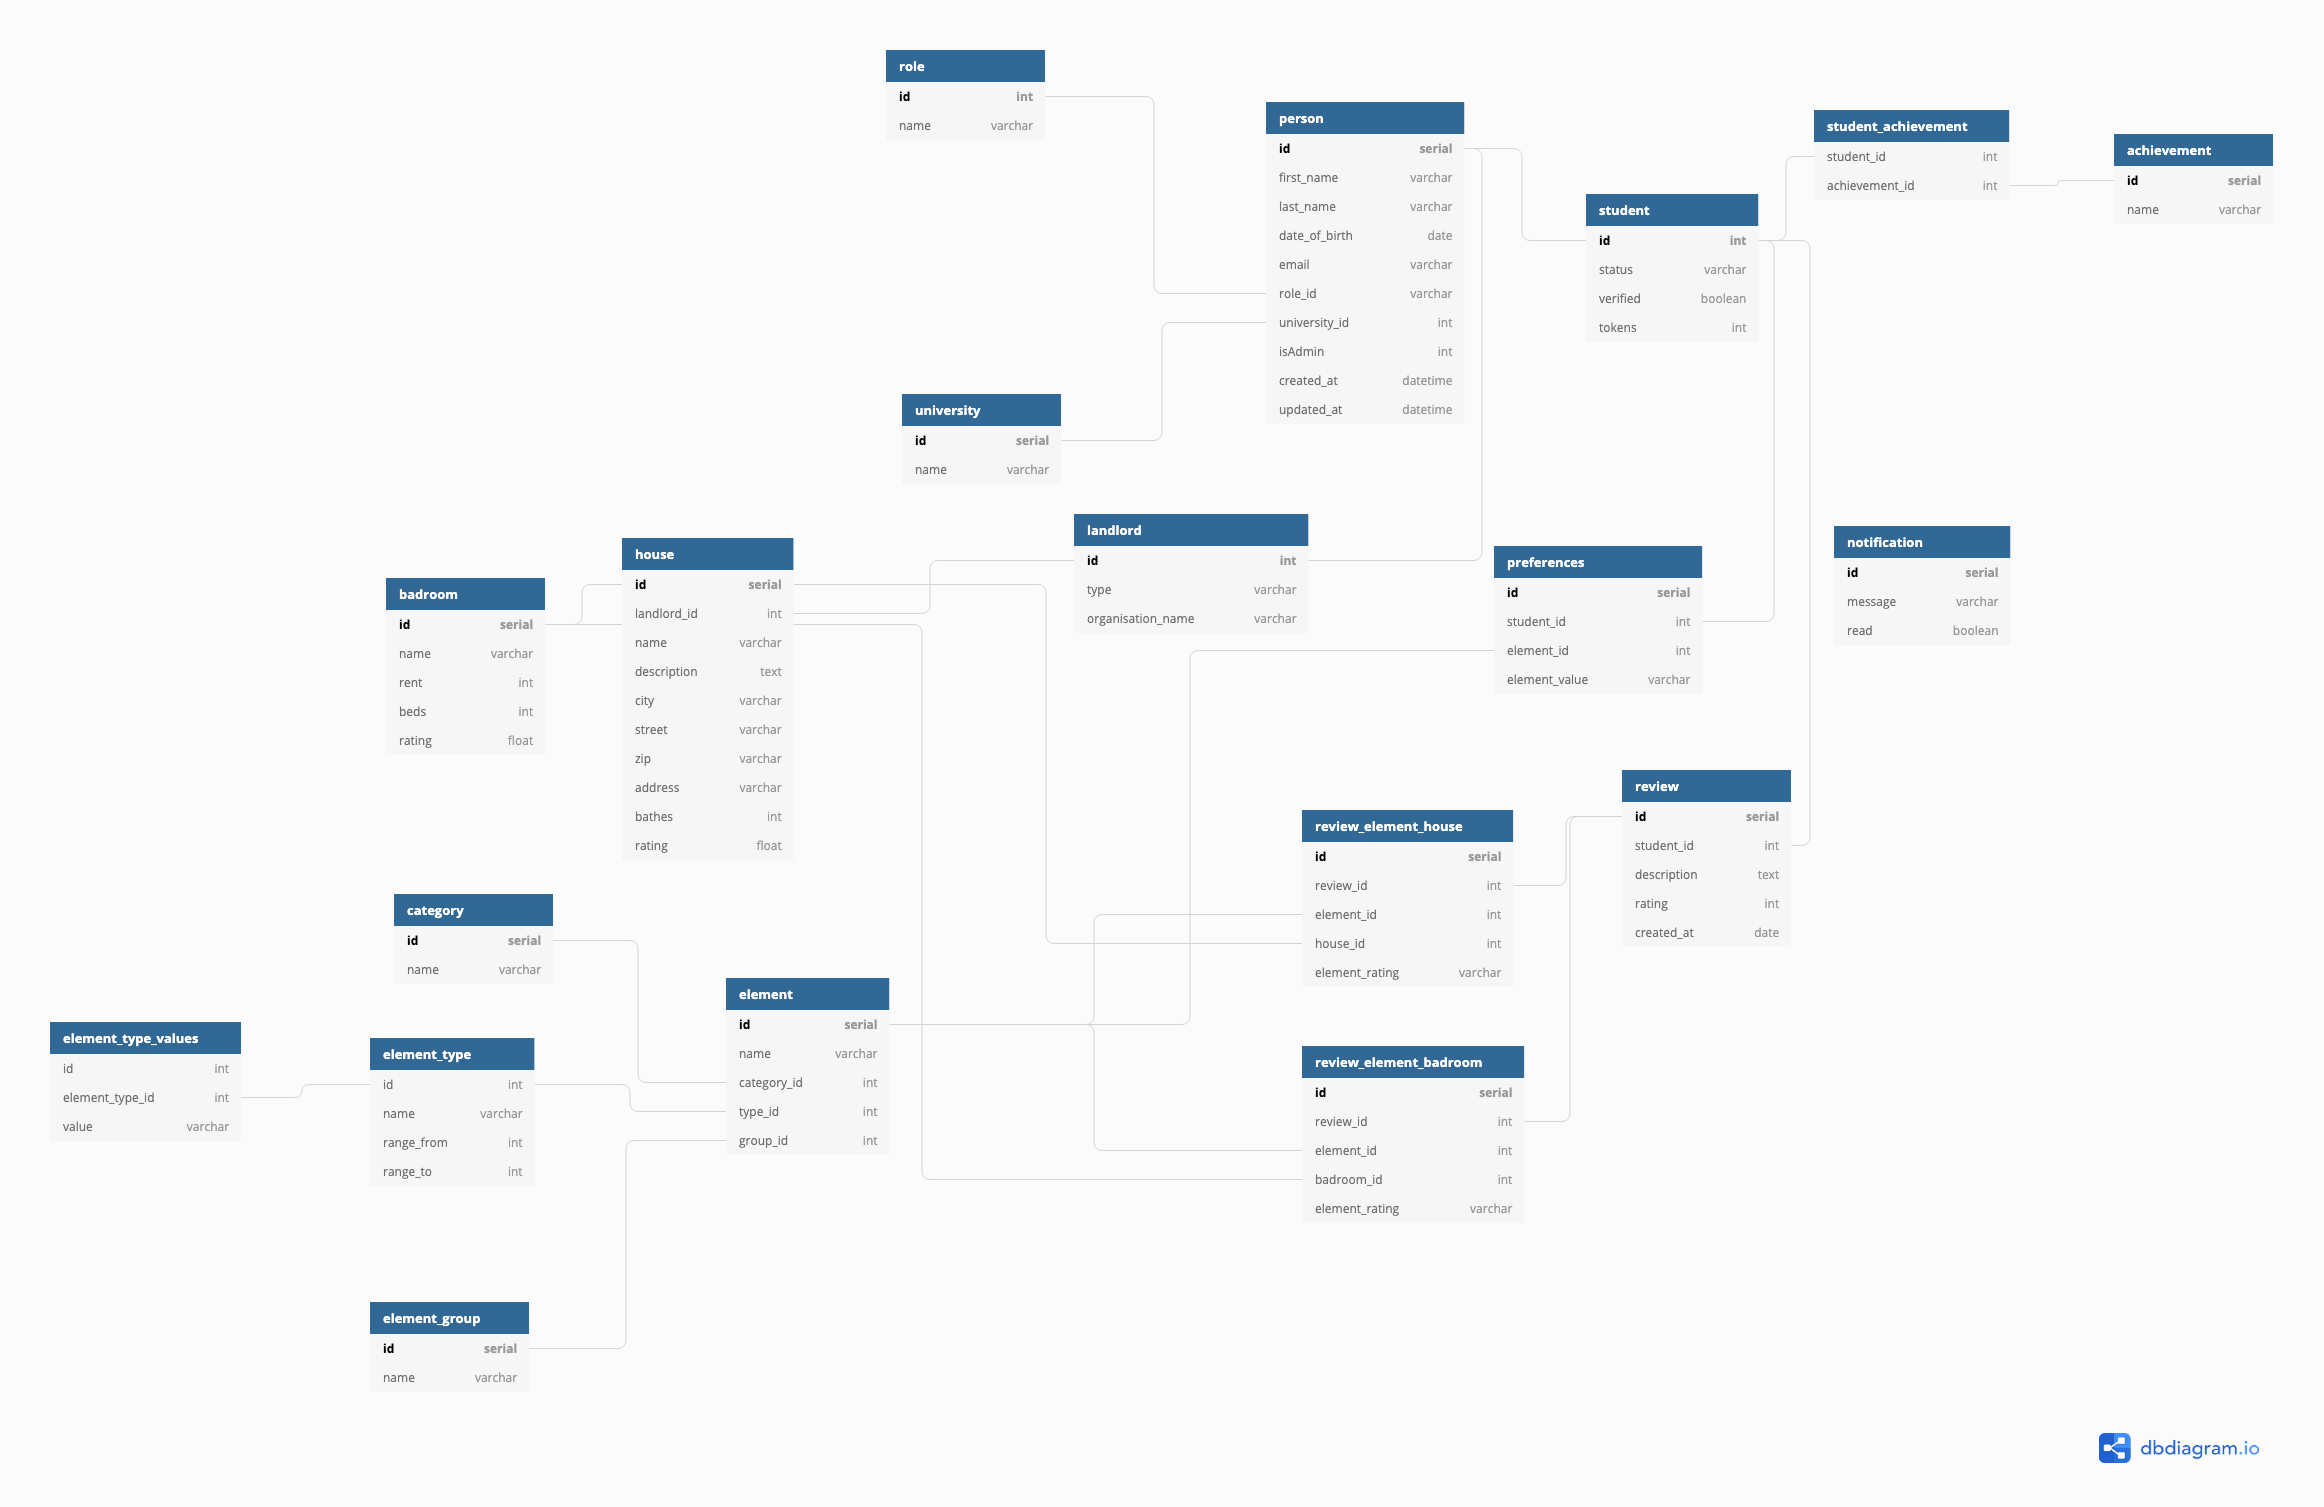 role
id int
name varchar
person
id serial
first_name varchar
last_name varchar
date_of_birth date
email varchar
role_id varchar
university_id int
isAdmin int
created_at datetime
updated_at datetime
student_achievement
student_id int
achievement_id int
achievement
id serial
name varchar
student
id int
status varchar
verified boolean
tokens int
university
id serial
name varchar
landlord
id int
type varchar
organisation_name varchar
notification
id serial
message varchar
read boolean
house
id serial
landlord_id int
name varchar
description text
city varchar
street varchar
zip varchar
address varchar
bathes int
rating float
preferences
id serial
student_id int
element_id int
element_value varchar
badroom
id serial
name varchar
rent int
beds int
rating float
review
id serial
student_id int
description text
rating int
created_at date
review_element_house
id serial
review_id int
element_id int
house_id int
element_rating varchar
category
id serial
name varchar
element
id serial
name varchar
category_id int
type_id int
group_id int
element_type_values
id int
element_type_id int
value varchar
element_type
id int
name varchar
range_from int
range_to int
review_element_badroom
id serial
review_id int
element_id int
badroom_id int
element_rating varchar
element_group
id serial
name varchar
dbdiagram.io